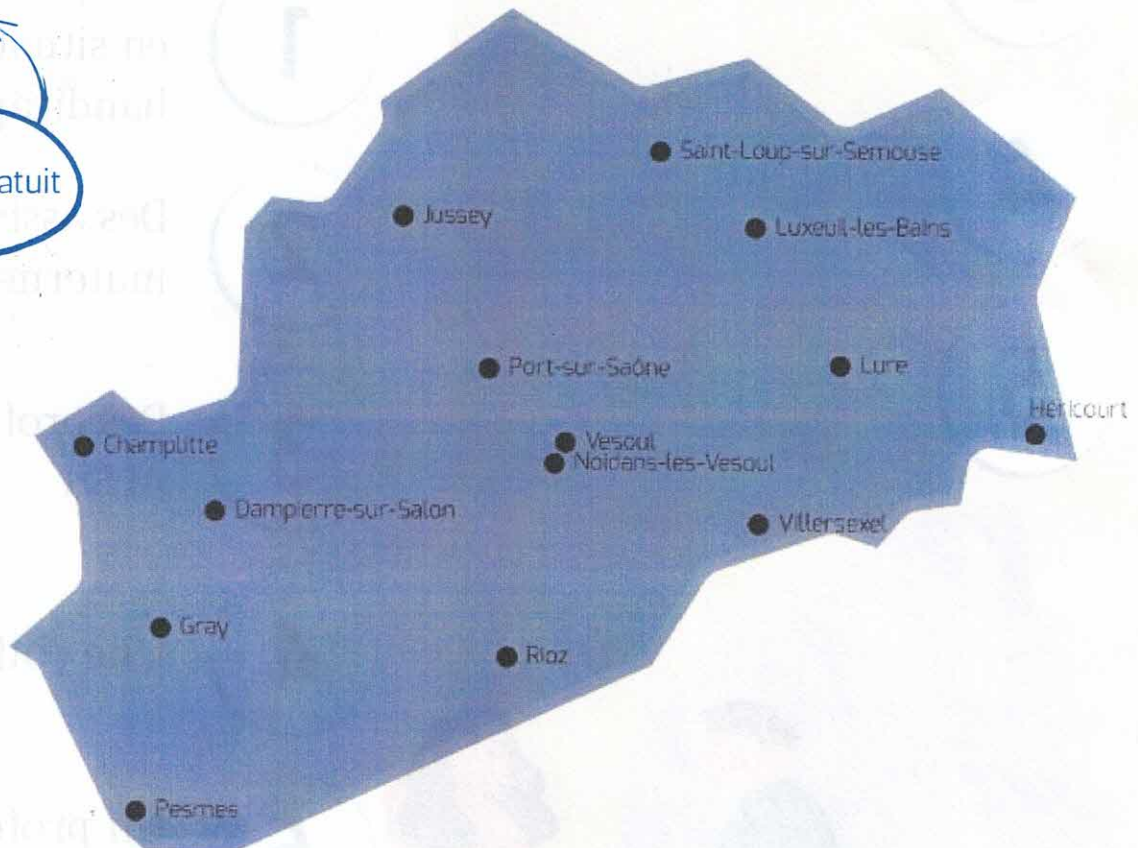 atuit
Saint-Loup-sur-Semouse
Jussey
Luxeuil-les-Bains
Port-sur-Saône
Lure
Héricourt
Champlitte
Vesoul
Noidans-les-Vesoul
Dampierre-sur-Salon
Villersexel
Gray
Rioz
Pesmes